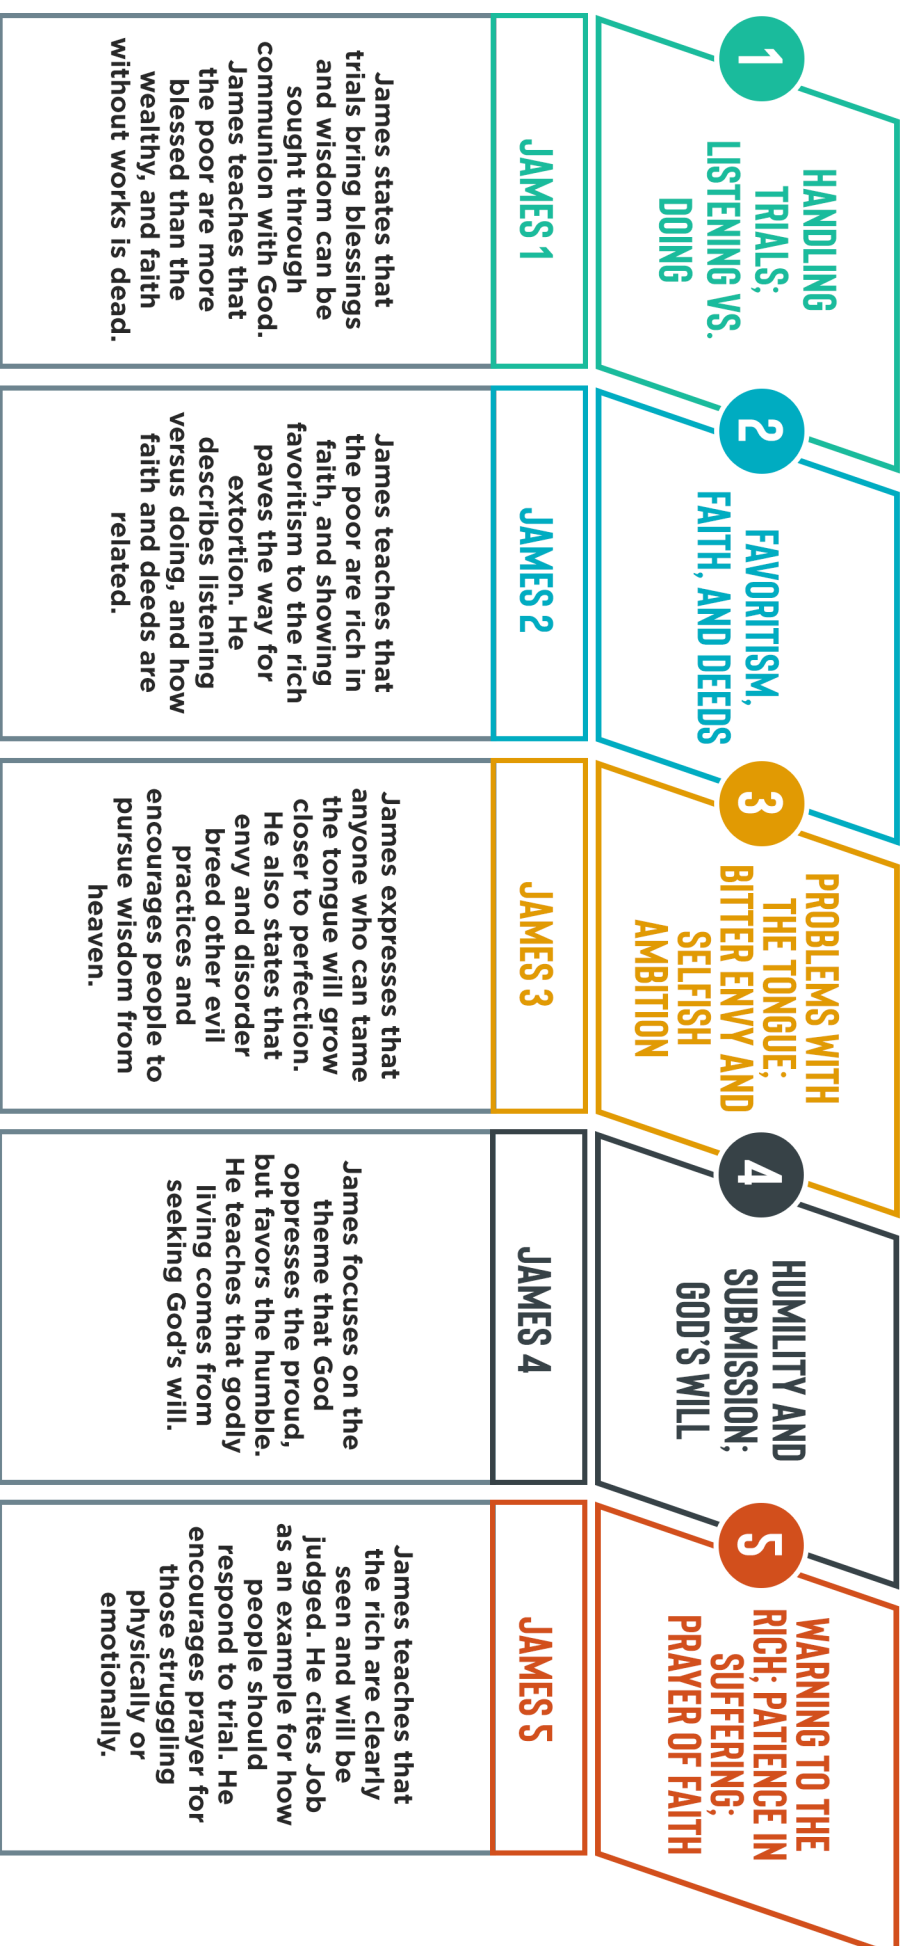 1
HANDLING
TRIALS;
LISTENING VS.
DOING
JAMES 1
James states that
trials bring blessings
and wisdom can be
sought through
communion with God.
James teaches that
the poor are more
blessed than the
wealthy, and faith
without works is dead.
2
FAVORITISM,
FAITH, AND DEEDS
JAMES 2
James teaches that
the poor are rich in
faith, and showing
favoritism to the rich
paves the way for
extortion. He
describes listening
versus doing, and how
faith and deeds are
related.
3
PROBLEMS WITH
THE TONGUE;
BITTER ENVY AND
SELFISH
AMBITION
JAMES 3
James expresses that
anyone who can tame
the tongue will grow
closer to perfection.
He also states that
envy and disorder
breed other evil
practices and
encourages people to
pursue wisdom from
heaven.
4
HUMILITY AND
SUBMISSION;
GOD'S WILL
JAMES 4
James focuses on the
theme that God
oppresses the proud,
but favors the humble.
He teaches that godly
living comes from
seeking God's will.
5
WARNING TO THE
RICH; PATIENCE IN
SUFFERING;
PRAYER OF FAITH
JAMES 5
James teaches that
the rich are clearly
seen and will be
judged. He cites Job
as an example for how
people should
respond to trial. He
encourages prayer for
those struggling
physically or
emotionally.